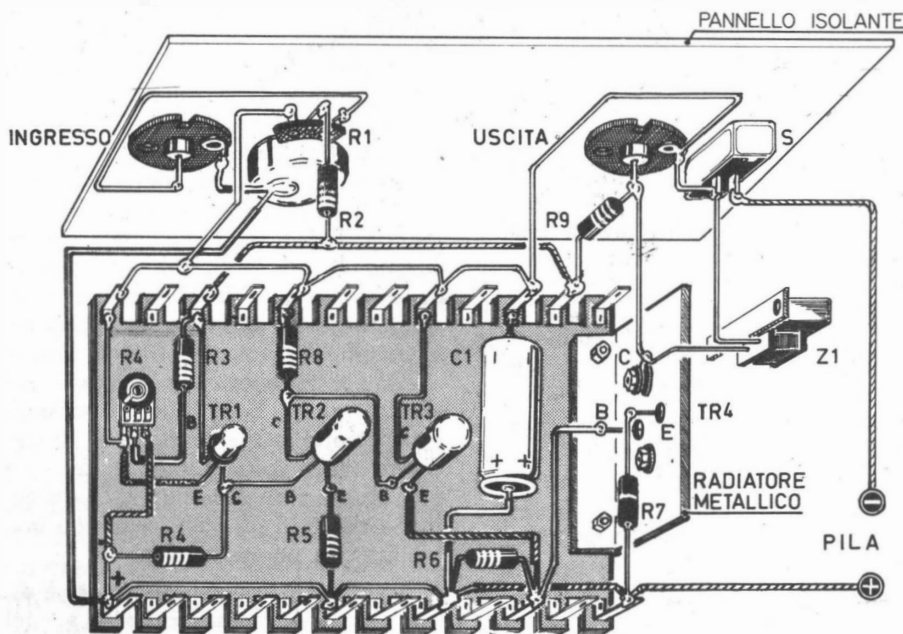 PANNELLO ISOLANTE
INGRESSO
R1
USCITA
S
R2
R9
R4
R3
R8
C1
C
Z1
TR1
TR2
TR3
TR4
B
C
C
B
E
E
C
B
E
B
E
+ +
R4
R5
R6
R7
RADIATORE
METALLICO
PILA
-
+
-
+